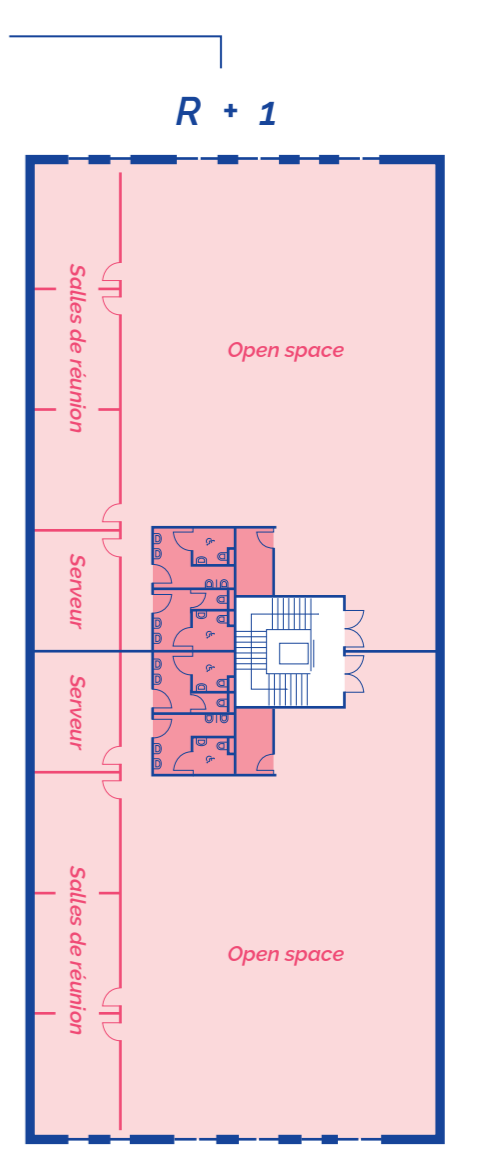 R + 1
Salles de réunion
Open space
Serveur
Serveur
Salles de réunion
Open space